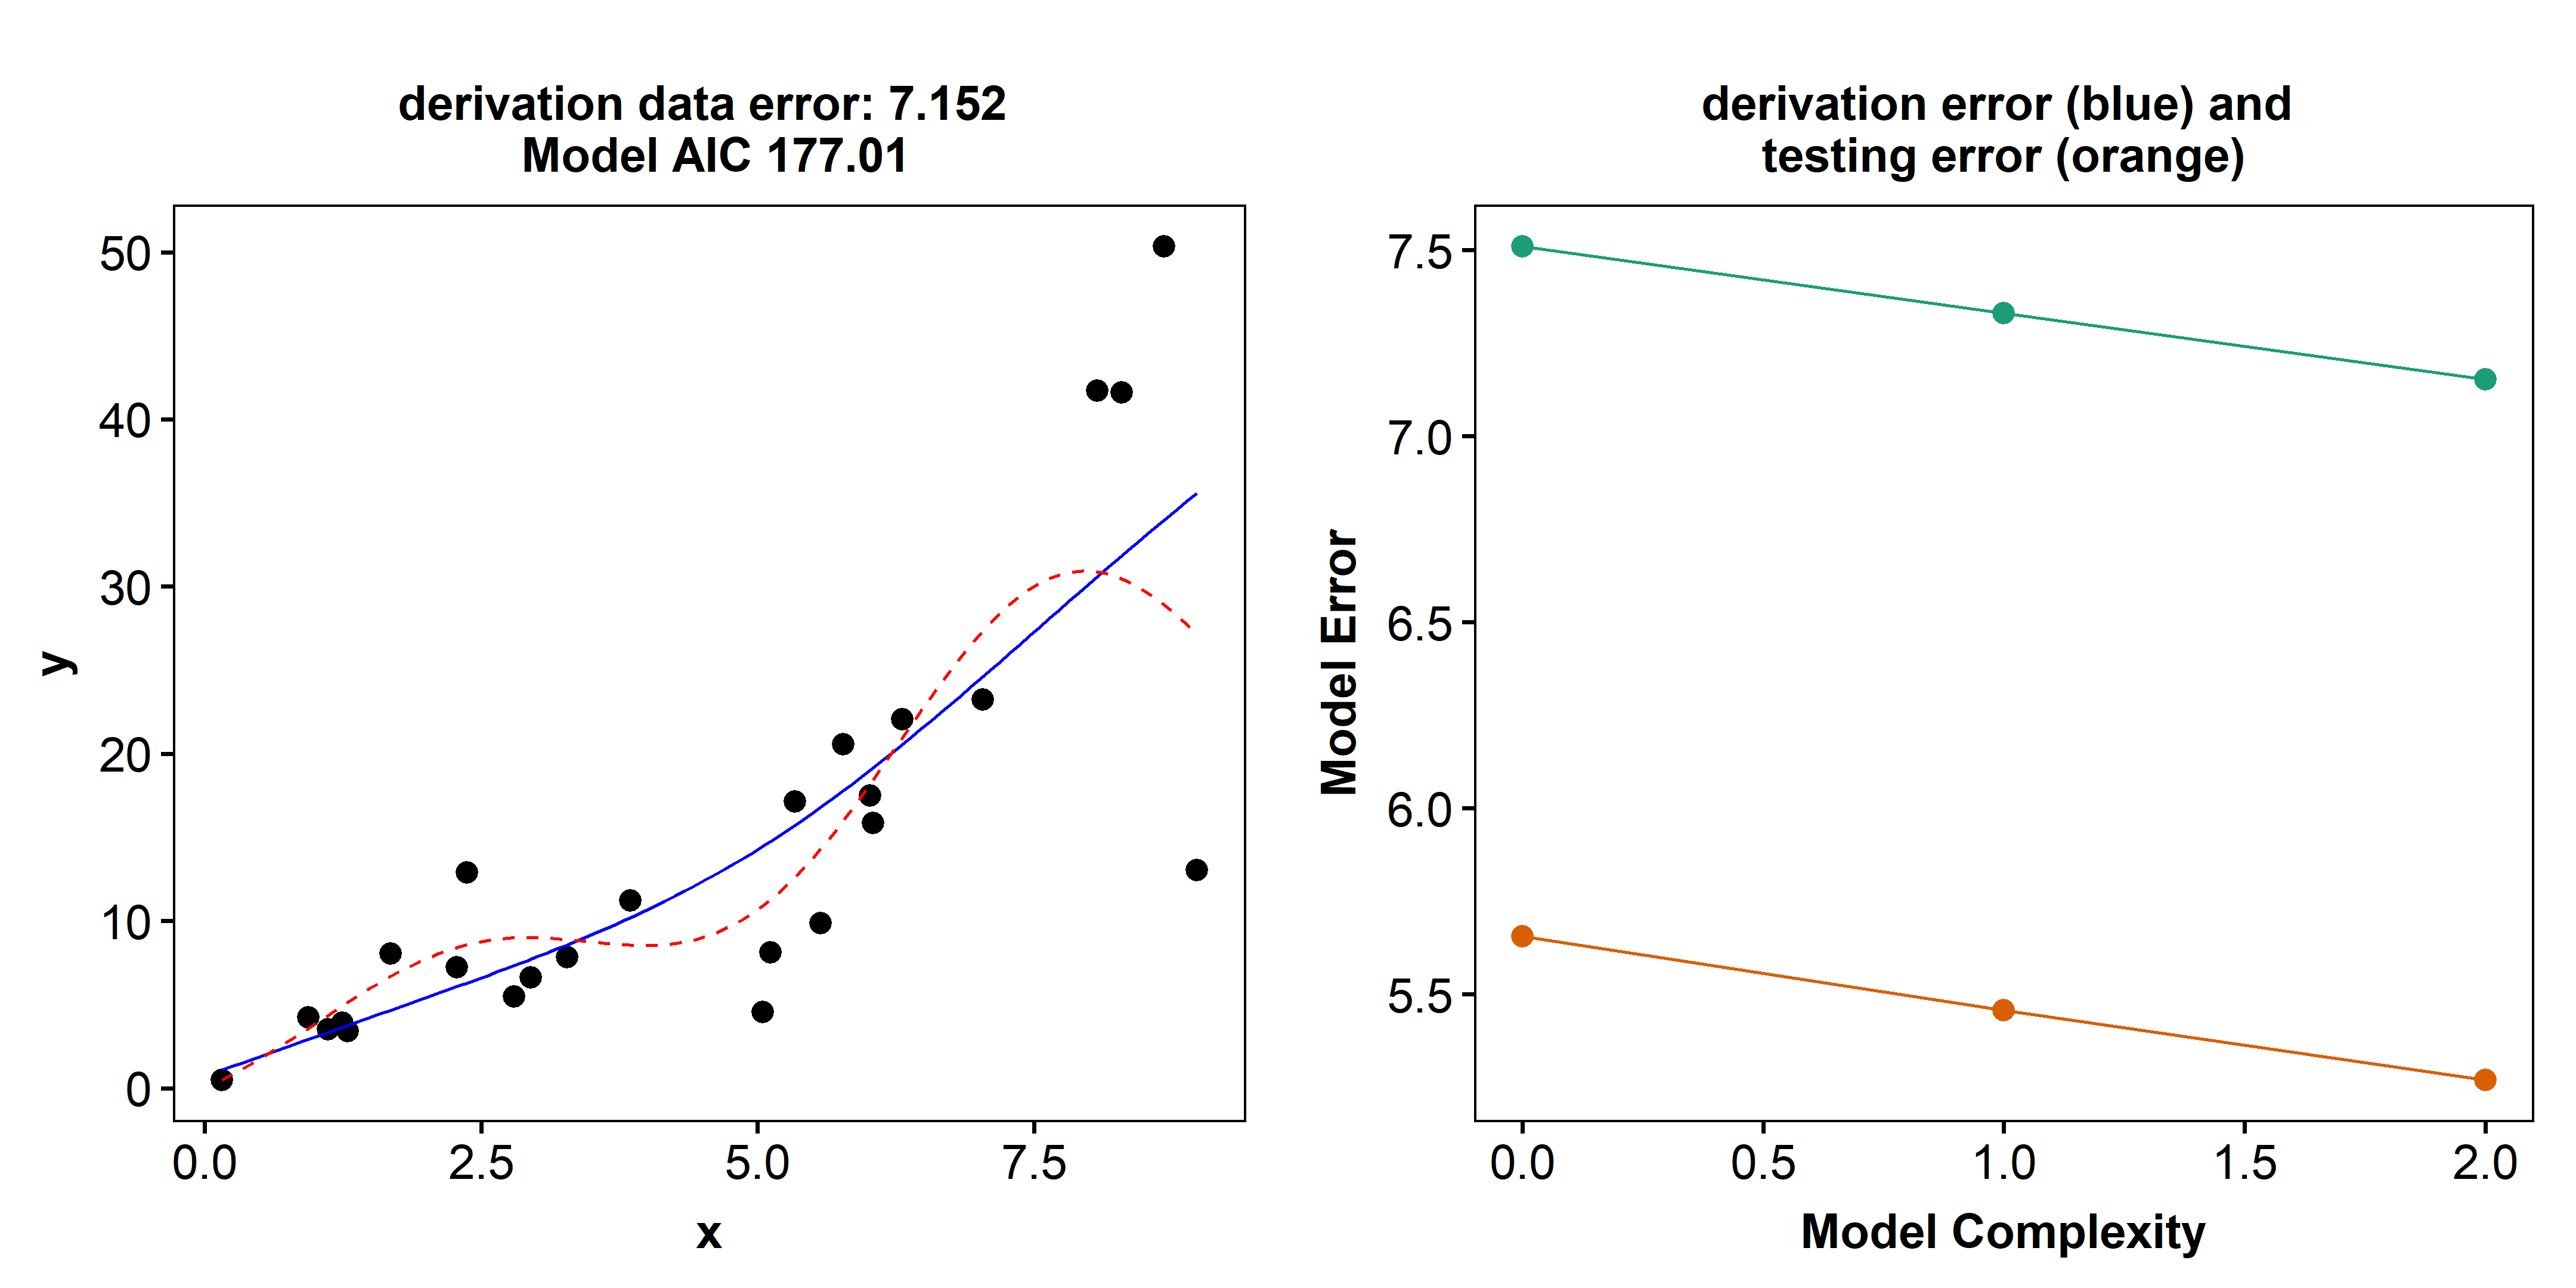 derivation data error: 7.152
Model AIC 177.01
50
40
30
20
10
0
y
0.0
2.5
5.0
7.5
x
derivation error (blue) and
testing error (orange)
7.5
7.0
6.5
6.0
5.5
Model Error
0.0
0.5
1.0
1.5
2.0
Model Complexity